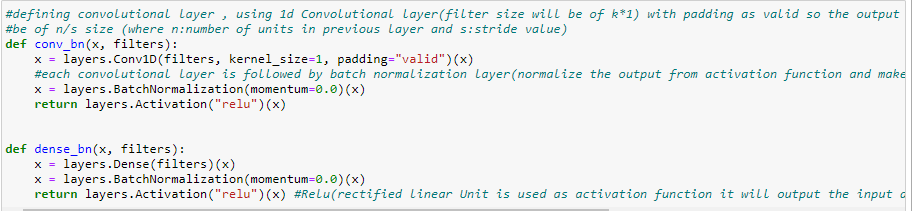 #defining convolutional layer , using 1d Convolutional layer(filter size will be of k*1) with padding as valid so the output
#be of n/s size (where n:number of units in previous layer and s:stride value)
def conv_bn(x, filters):
    x = layers.Conv1D(filters, kernel_size=1, padding="valid")(x)
    #each convolutional layer is followed by batch normalization layer(normalize the output from activation function and make
    x = layers.BatchNormalization(momentum=0.0)(x)
    return layers.Activation("relu")(x)
def dense_bn(x, filters):
    x = layers.Dense(filters)(x)
    x = layers.BatchNormalization(momentum=0.0)(x)
    return layers.Activation("relu")(x) #Relu(rectified linear Unit is used as activation function it will output the input